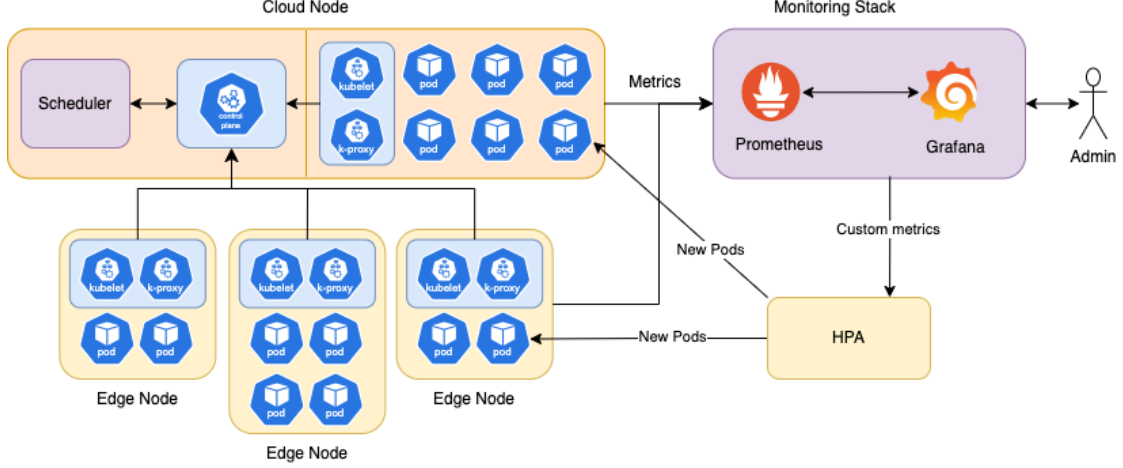 Cloud Node
Monitoring Stack
Scheduler
control
plane
kubelet
pod
pod
pod
k-proxy
pod
pod
pod
Metrics
Prometheus
Grafana
Admin
Custom metrics
New Pods
HPA
New Pods
kubelet
k-proxy
pod
pod
Edge Node
kubelet
k-proxy
pod
pod
pod
pod
Edge Node
kubelet
k-proxy
pod
pod
Edge Node